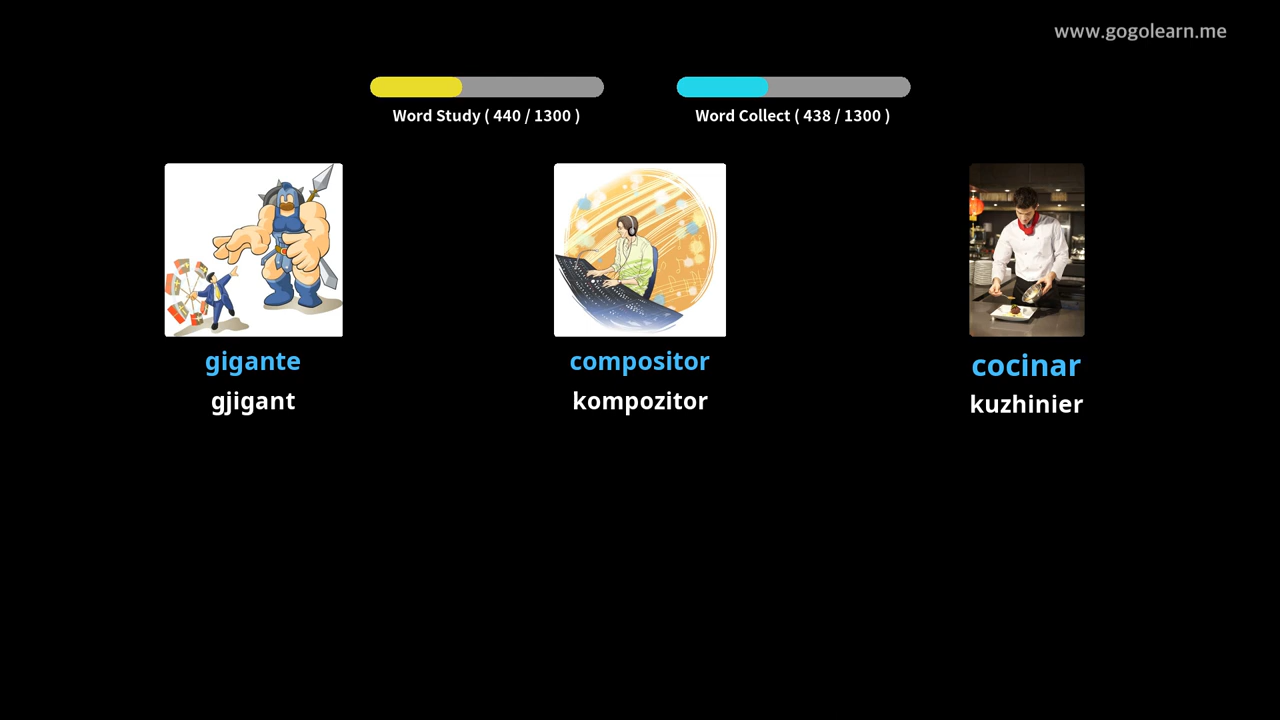 www.gogolearn.me
Word Study ( 440 / 1300 )
Word Collect ( 438 / 1300 )
gigante
gjigant
compositor
kompozitor
cocinar
kuzhinier